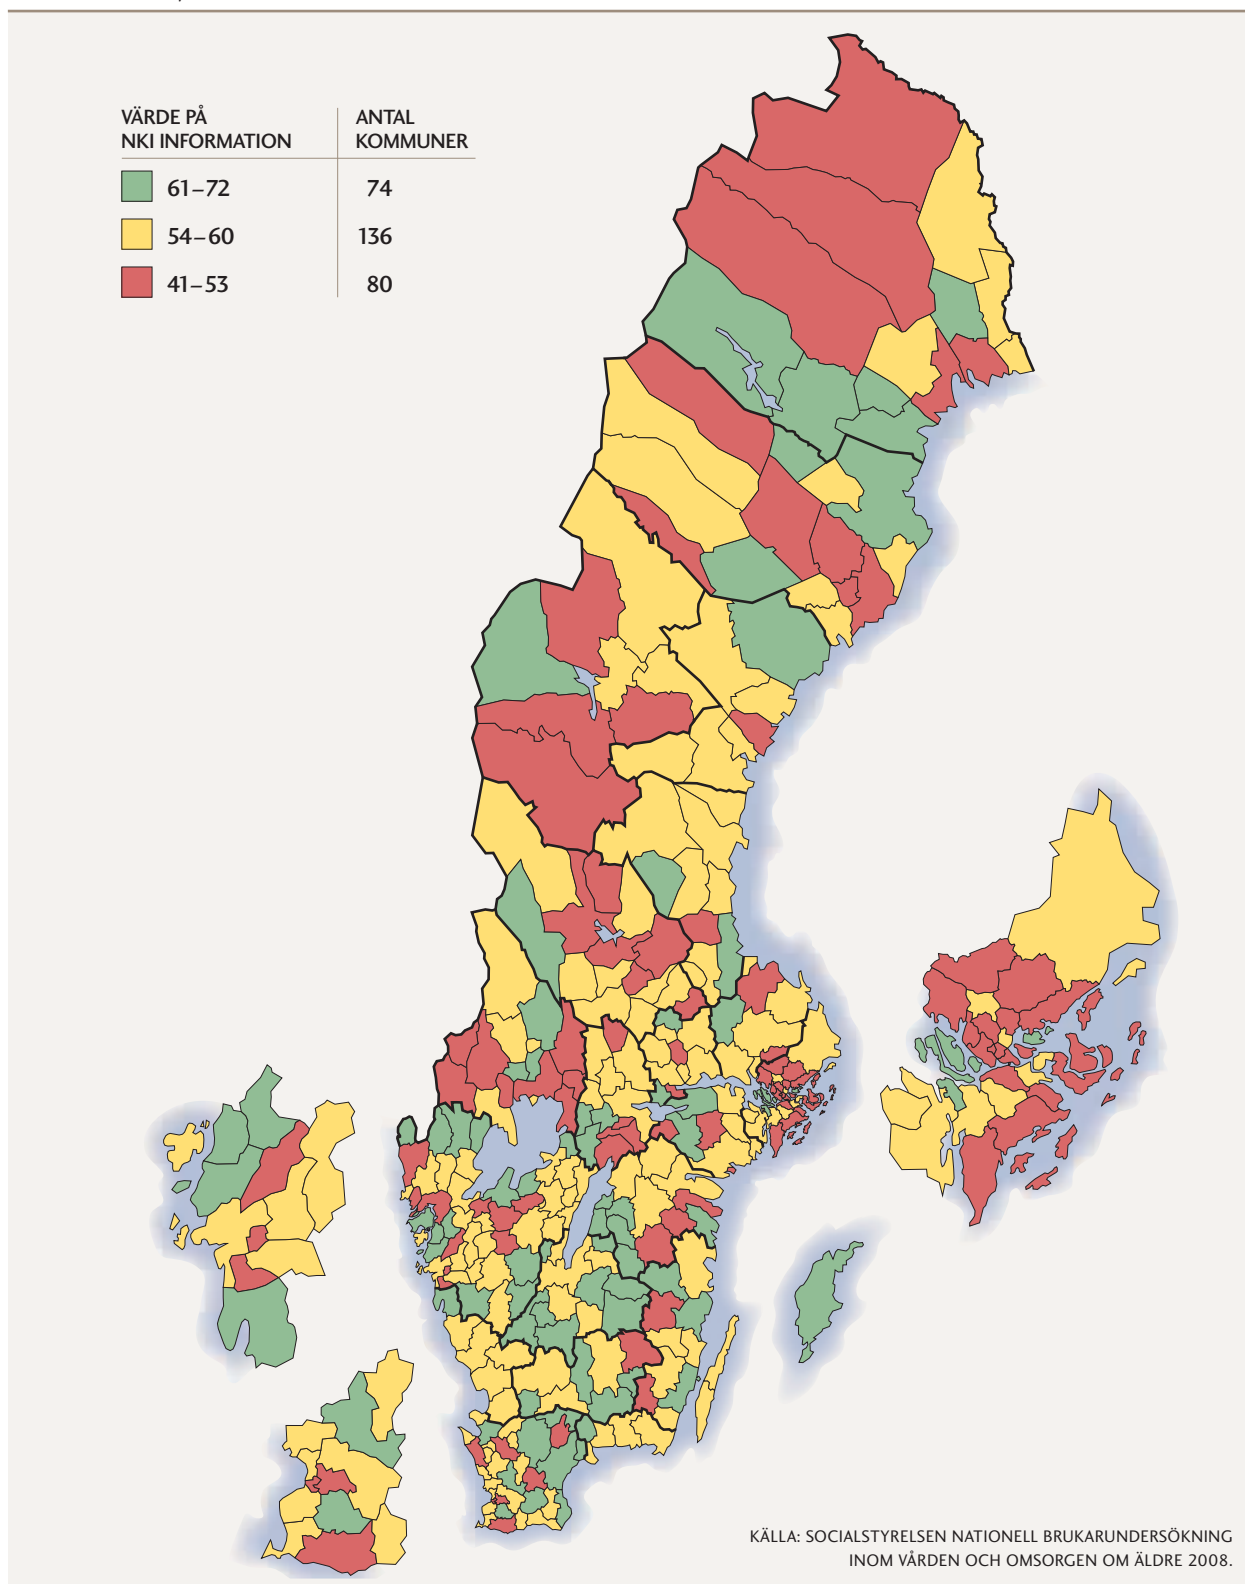 VÄRDE PÅ
NKI INFORMATION
ANTAL
KOMMUNER
61–72 74
54–60 136
41–53 80
KÄLLA: SOCIALSTYRELSEN NATIONELL BRUKARUNDERSÖKNING
INOM VÅRDEN OCH OMSORGEN OM ÄLDRE 2008.